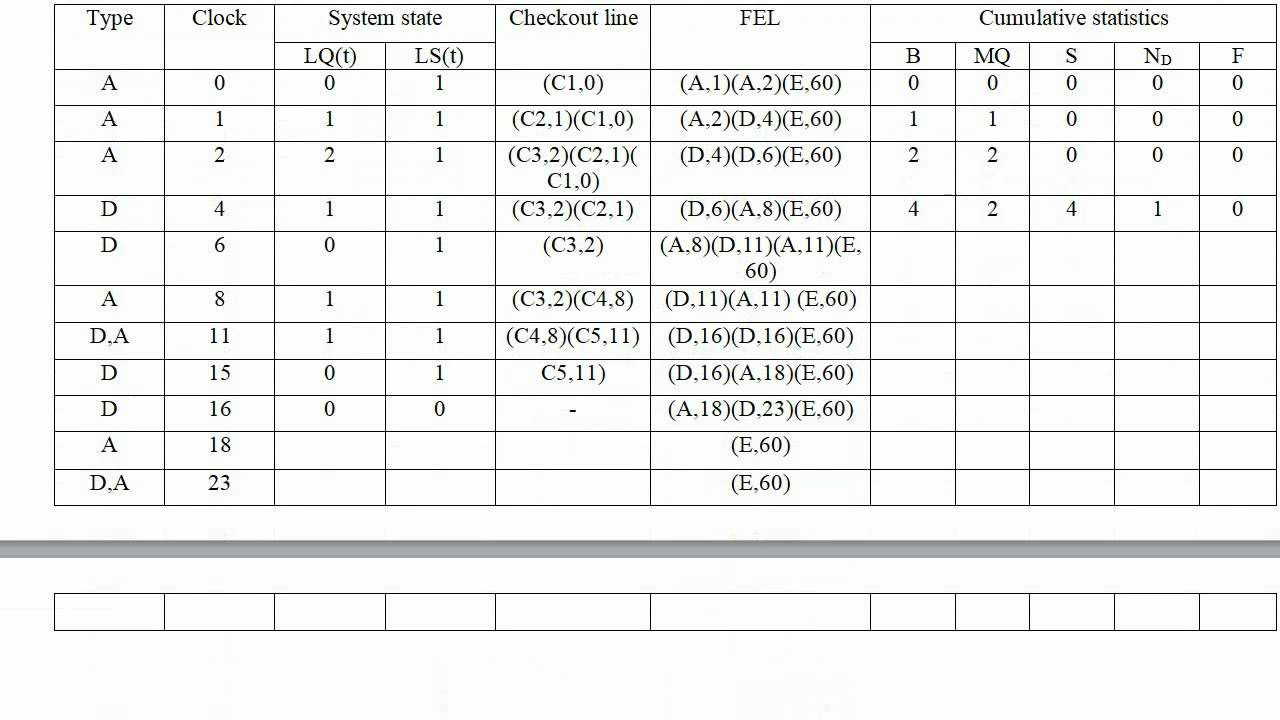 Type Clock System state Checkout line FEL Cumulative statistics
LQ(t) LS(t) B MQ S ND F
A 0 0 1 (C1,0) (A,1)(A,2)(E,60) 0 0 0 0 0
A 1 1 1 (C2,1)(C1,0) (A,2)(D,4)(E,60) 1 1 0 0 0
A 2 2 1 (C3,2)(C2,1)( (D,4)(D,6)(E,60) 2 2 0 0 0
C1,0)
D 4 1 1 (C3,2)(C2,1) (D,6)(A,8)(E,60) 4 2 4 1 0
D 6 0 1 (C3,2) (A,8)(D,11)(A,11)(E,
60)
A 8 1 1 (C3,2)(C4,8) (D,11)(A,11) (E,60)
D,A 11 1 1 (C4,8)(C5,11) (D,16)(D,16)(E,60)
D 15 0 1 C5,11) (D,16)(A,18)(E,60)
D 16 0 0 - (A,18)(D,23)(E,60)
A 18 (E,60)
D,A 23 (E,60)